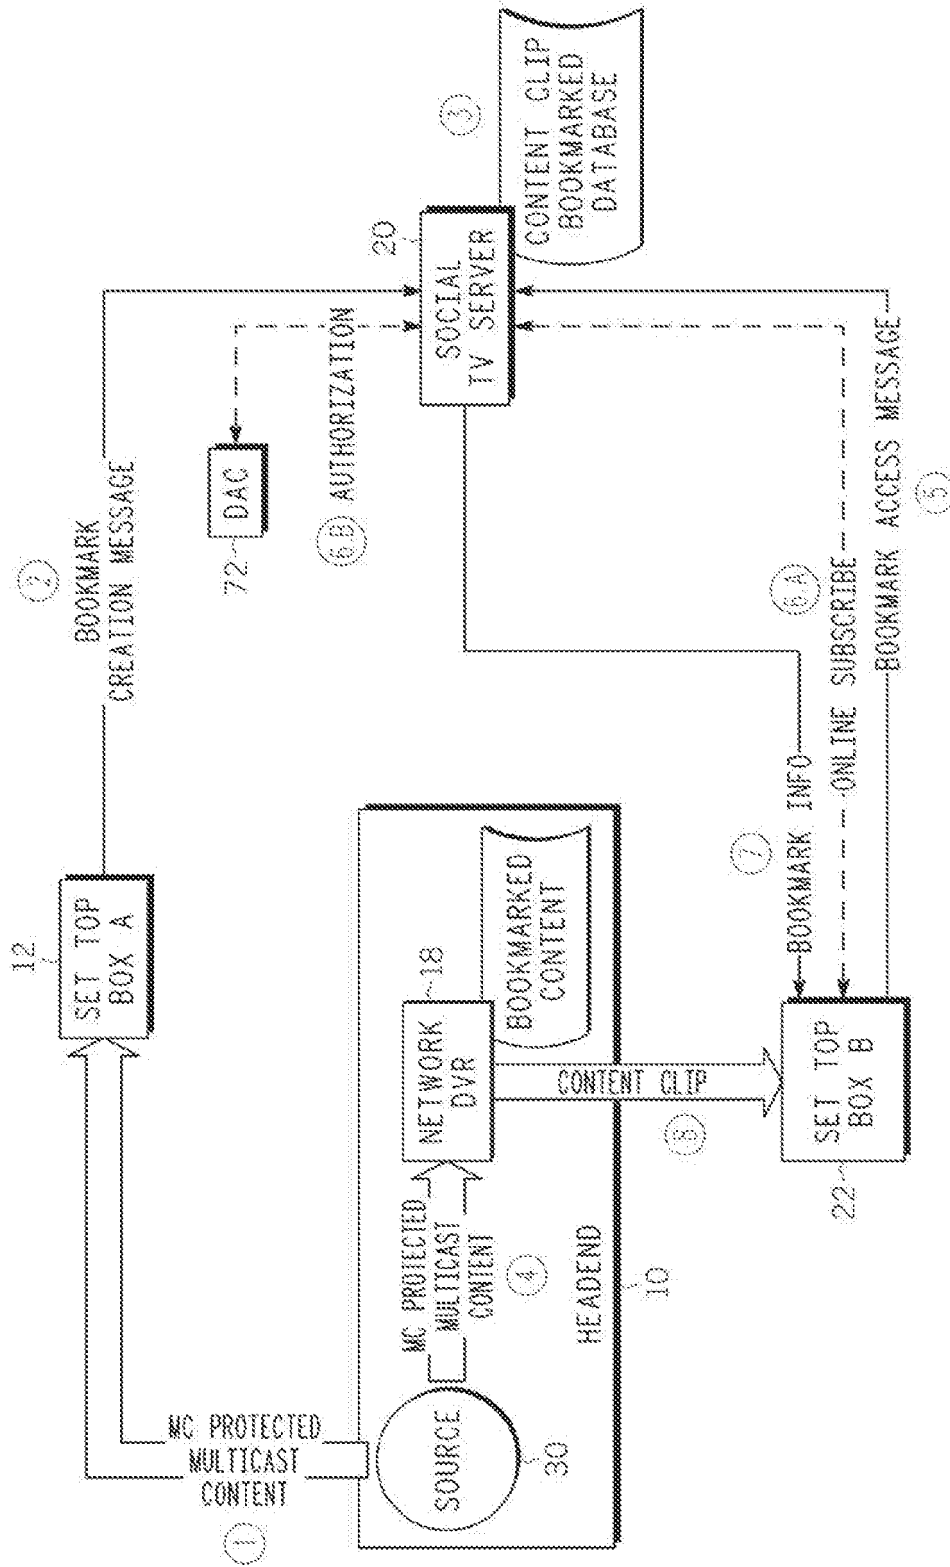 1
MC PROTECTED
MULTICAST
CONTENT
12
SET TOP
BOX A
2
BOOKMARK
CREATION MESSAGE
72
DAC
6B
AUTHORIZATION
20
SOCIAL
TV SERVER
3
CONTENT CLIP
BOOKMARKED
DATABASE
SOURCE
30
MC PROTECTED
MULTICAST
CONTENT
4
NETWORK
DVR
18
BOOKMARKED
CONTENT
HEADEND
10
8
CONTENT CLIP
22
SET TOP
BOX B
7
BOOKMARK INFO
6A
ONLINE SUBSCRIBE
BOOKMARK ACCESS MESSAGE
5